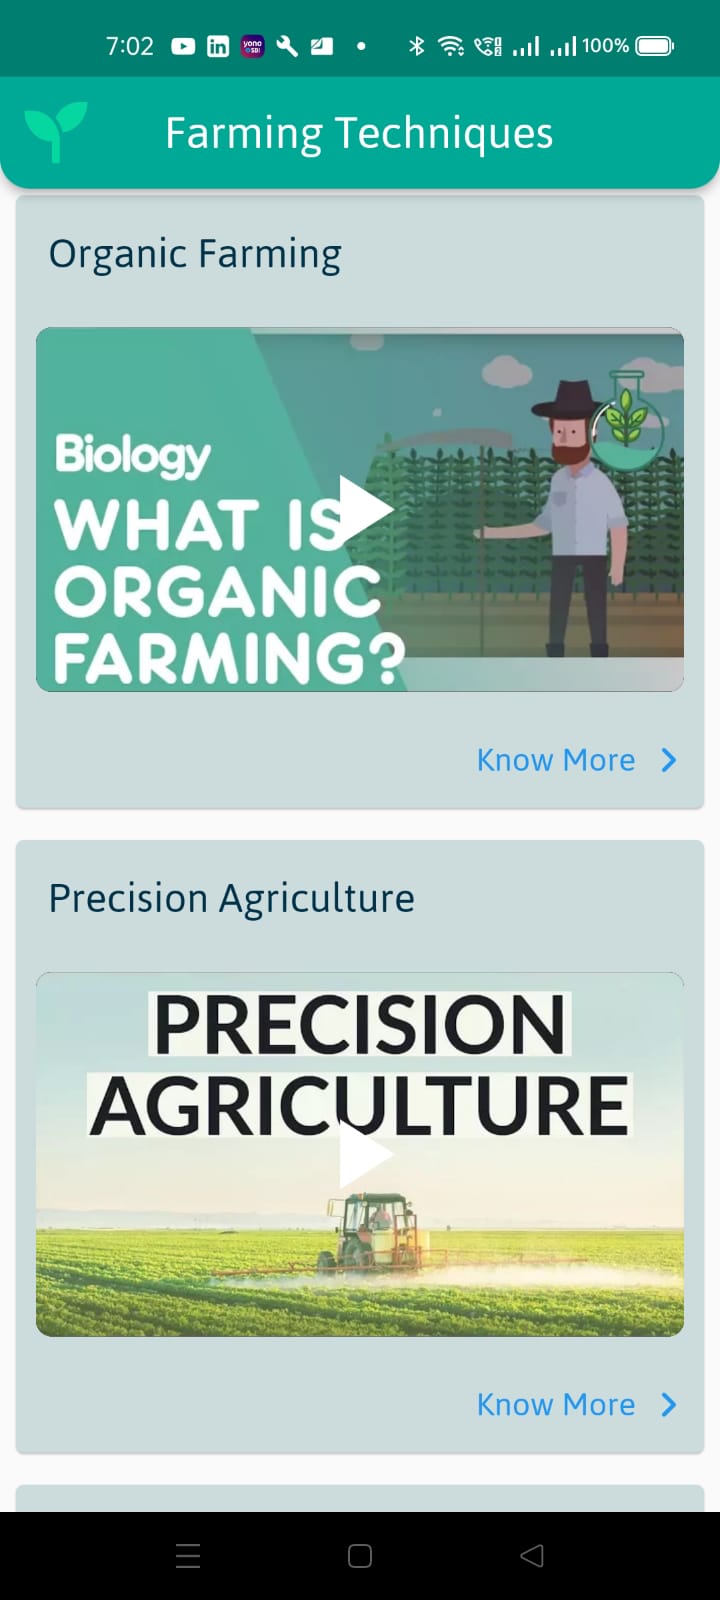 7:02 100%
yono
SBI
Farming Techniques
Organic Farming
Biology
WHAT IS
ORGANIC
FARMING?
Know More
Precision Agriculture
PRECISION
AGRICULTURE
Know More